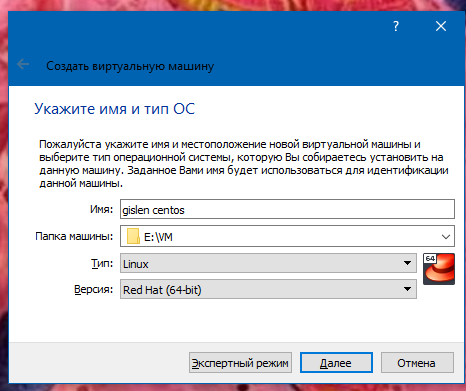 ?
Создать виртуальную машину
Укажите имя и тип ОС
Пожалуйста укажите имя и местоположение новой виртуальной машины и
выберите тип операционной системы, которую Вы собираетесь установить на
данную машину. Заданное Вами имя будет использоваться для идентификации
данной машины.
Имя: gislen centos
Папка машины: E:\VM
Тип: Linux
64
Версия: Red Hat (64-bit)
Экспертный режим Далее Отмена